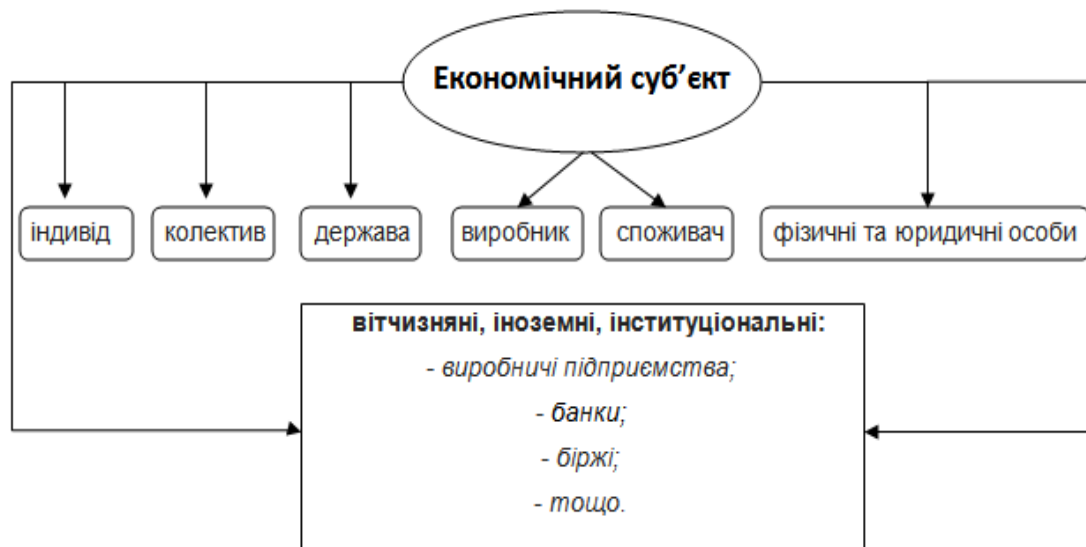 Економічний суб’єкт
індивід
колектив
держава
виробник
споживач
фізичні та юридичні особи
вітчизняні, іноземні, інституціональні:
- виробничі підприємства;
- банки;
- біржі;
- тощо.